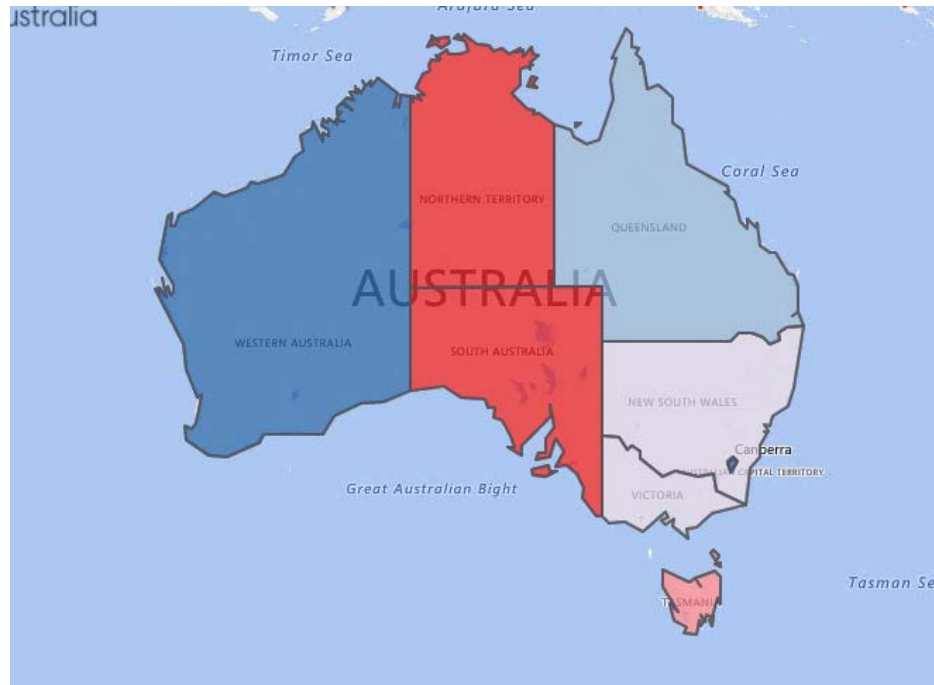 ustralia
Arafura Sea
Timor Sea
Coral Sea
NORTHERN TERRITORY
QUEENSLAND
AUSTRALIA
WESTERN AUSTRALIA
SOUTH AUSTRALIA
NEW SOUTH WALES
Canberra
AUSTRALIAN CAPITAL TERRITORY
Great Australian Bight
VICTORIA
Tasman Se
TASMANIA